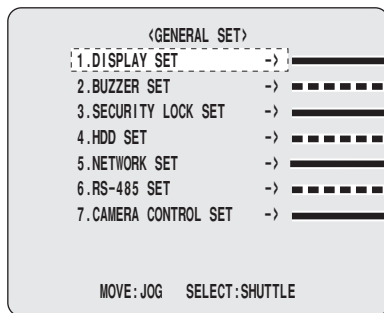 <GENERAL SET>
1.DISPLAY SET ->
2.BUZZER SET ->
3.SECURITY LOCK SET ->
4.HDD SET ->
5.NETWORK SET ->
6.RS-485 SET ->
7.CAMERA CONTROL SET ->
MOVE:JOG SELECT:SHUTTLE